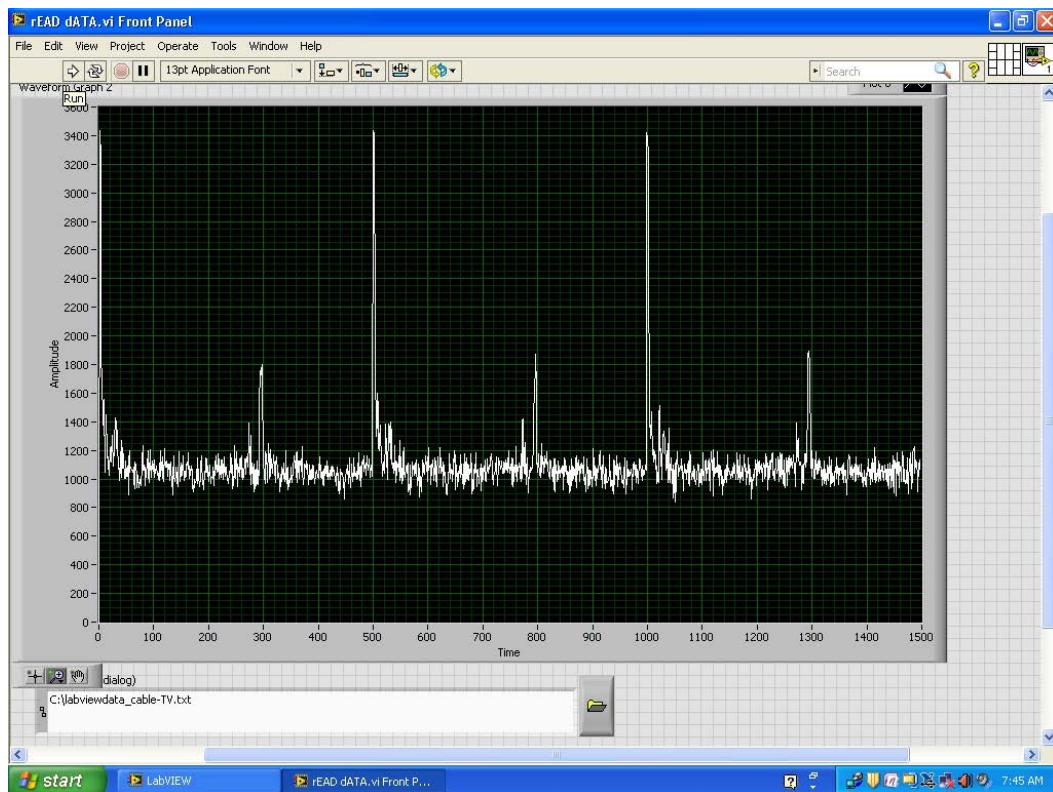 rEAD dATA.vi Front Panel
File Edit View Project Operate Tools Window Help
13pt Application Font
Search
1
Waveform Graph 2
Run
3600
3400
3200
3000
2800
2600
2400
2200
2000
1800
1600
1400
1200
1000
800
600
400
200
0
Amplitude
0 100 200 300 400 500 600 700 800 900 1000 1100 1200 1300 1400 1500
Time
dialog)
C:\labviewdata_cable-TV.txt
start LabVIEW rEAD dATA.vi Front P... 7:45 AM